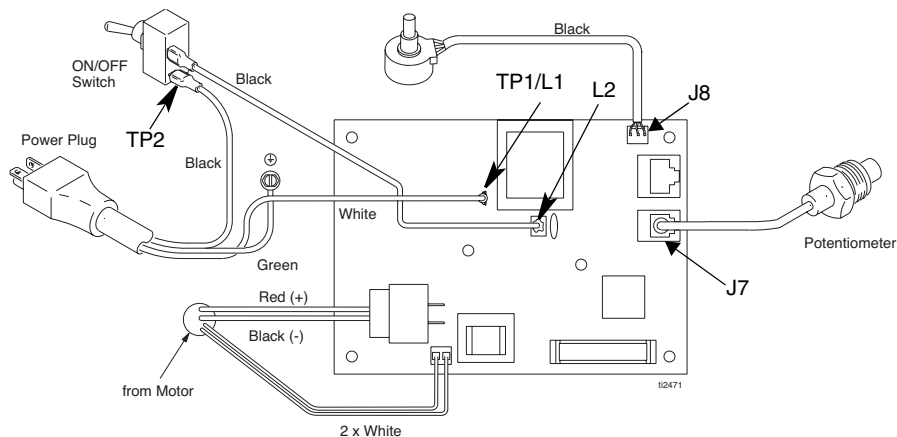 Black
ON/OFF
Switch
Black
TP1/L1
L2
J8
TP2
Power Plug
Black
White
Potentiometer
Green
J7
Red (+)
Black (-)
from Motor
ti2471
2 x White